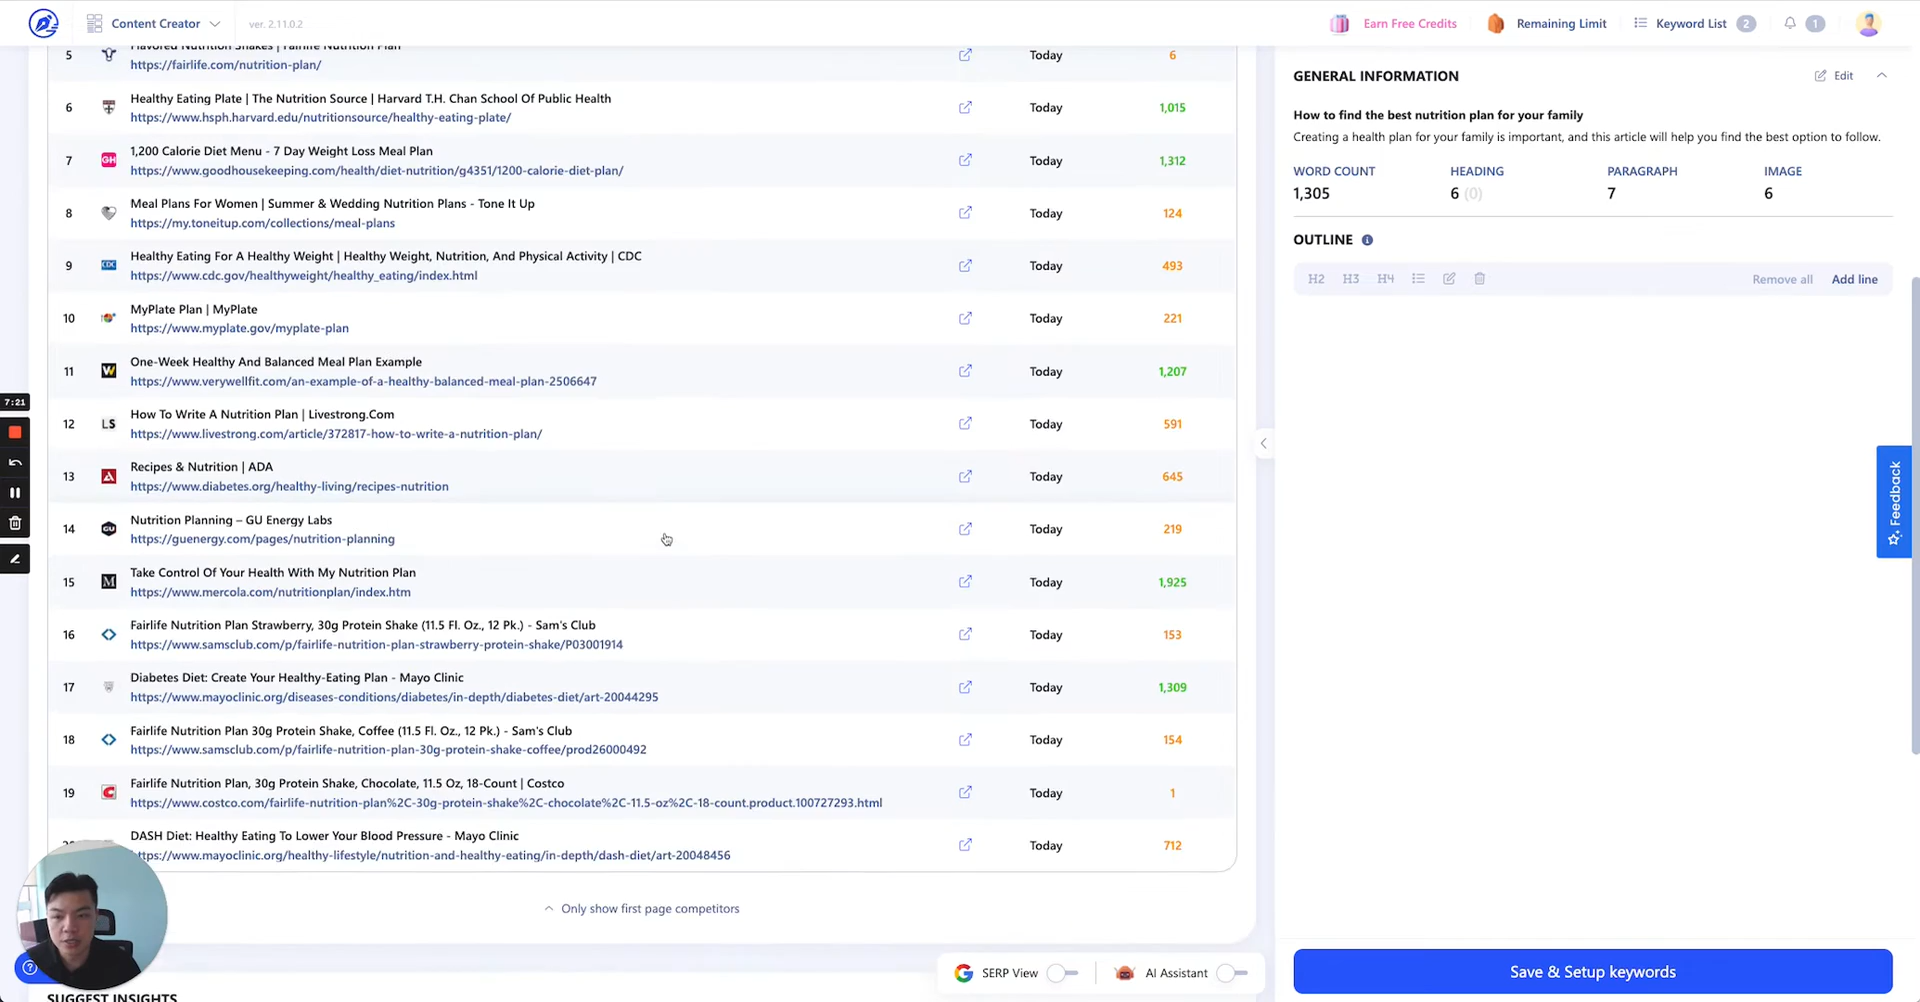 Content Creator
ver. 2.11.0.2
Earn Free Credits
Remaining Limit
Keyword List 2
1
5
Flavored Nutrition Shakes | Fairlife Nutrition Plan
https://fairlife.com/nutrition-plan/
Today
6
6
Healthy Eating Plate | The Nutrition Source | Harvard T.H. Chan School Of Public Health
https://www.hsph.harvard.edu/nutritionsource/healthy-eating-plate/
Today
1,015
7
GH
1,200 Calorie Diet Menu - 7 Day Weight Loss Meal Plan
https://www.goodhousekeeping.com/health/diet-nutrition/g4351/1200-calorie-diet-plan/
Today
1,312
8
Meal Plans For Women | Summer & Wedding Nutrition Plans - Tone It Up
https://my.toneitup.com/collections/meal-plans
Today
124
9
CDC
Healthy Eating For A Healthy Weight | Healthy Weight, Nutrition, And Physical Activity | CDC
https://www.cdc.gov/healthyweight/healthy_eating/index.html
Today
493
10
MyPlate Plan | MyPlate
https://www.myplate.gov/myplate-plan
Today
221
11
W
One-Week Healthy And Balanced Meal Plan Example
https://www.verywellfit.com/an-example-of-a-healthy-balanced-meal-plan-2506647
Today
1,207
12
LS
How To Write A Nutrition Plan | Livestrong.Com
https://www.livestrong.com/article/372817-how-to-write-a-nutrition-plan/
Today
591
13
Recipes & Nutrition | ADA
https://www.diabetes.org/healthy-living/recipes-nutrition
Today
645
14
GU
Nutrition Planning – GU Energy Labs
https://guenergy.com/pages/nutrition-planning
Today
219
15
M
Take Control Of Your Health With My Nutrition Plan
https://www.mercola.com/nutritionplan/index.htm
Today
1,925
16
Fairlife Nutrition Plan Strawberry, 30g Protein Shake (11.5 Fl. Oz., 12 Pk.) - Sam's Club
https://www.samsclub.com/p/fairlife-nutrition-plan-strawberry-protein-shake/P03001914
Today
153
17
Diabetes Diet: Create Your Healthy-Eating Plan - Mayo Clinic
https://www.mayoclinic.org/diseases-conditions/diabetes/in-depth/diabetes-diet/art-20044295
Today
1,309
18
Fairlife Nutrition Plan 30g Protein Shake, Coffee (11.5 Fl. Oz., 12 Pk.) - Sam's Club
https://www.samsclub.com/p/fairlife-nutrition-plan-30g-protein-shake-coffee/prod26000492
Today
154
19
Fairlife Nutrition Plan, 30g Protein Shake, Chocolate, 11.5 Oz, 18-Count | Costco
https://www.costco.com/fairlife-nutrition-plan%2C-30g-protein-shake%2C-chocolate%2C-11.5-oz%2C-18-count.product.100727293.html
Today
1
DASH Diet: Healthy Eating To Lower Your Blood Pressure - Mayo Clinic
https://www.mayoclinic.org/healthy-lifestyle/nutrition-and-healthy-eating/in-depth/dash-diet/art-20048456
Today
712
Only show first page competitors
SERP View
AI Assistant
SUGGEST INSIGHTS
7:21
GENERAL INFORMATION
Edit
How to find the best nutrition plan for your family
Creating a health plan for your family is important, and this article will help you find the best option to follow.
WORD COUNT HEADING PARAGRAPH IMAGE
1,305 6 (0) 7 6
OUTLINE
H2 H3 H4
Remove all Add line
Feedback
Save & Setup keywords